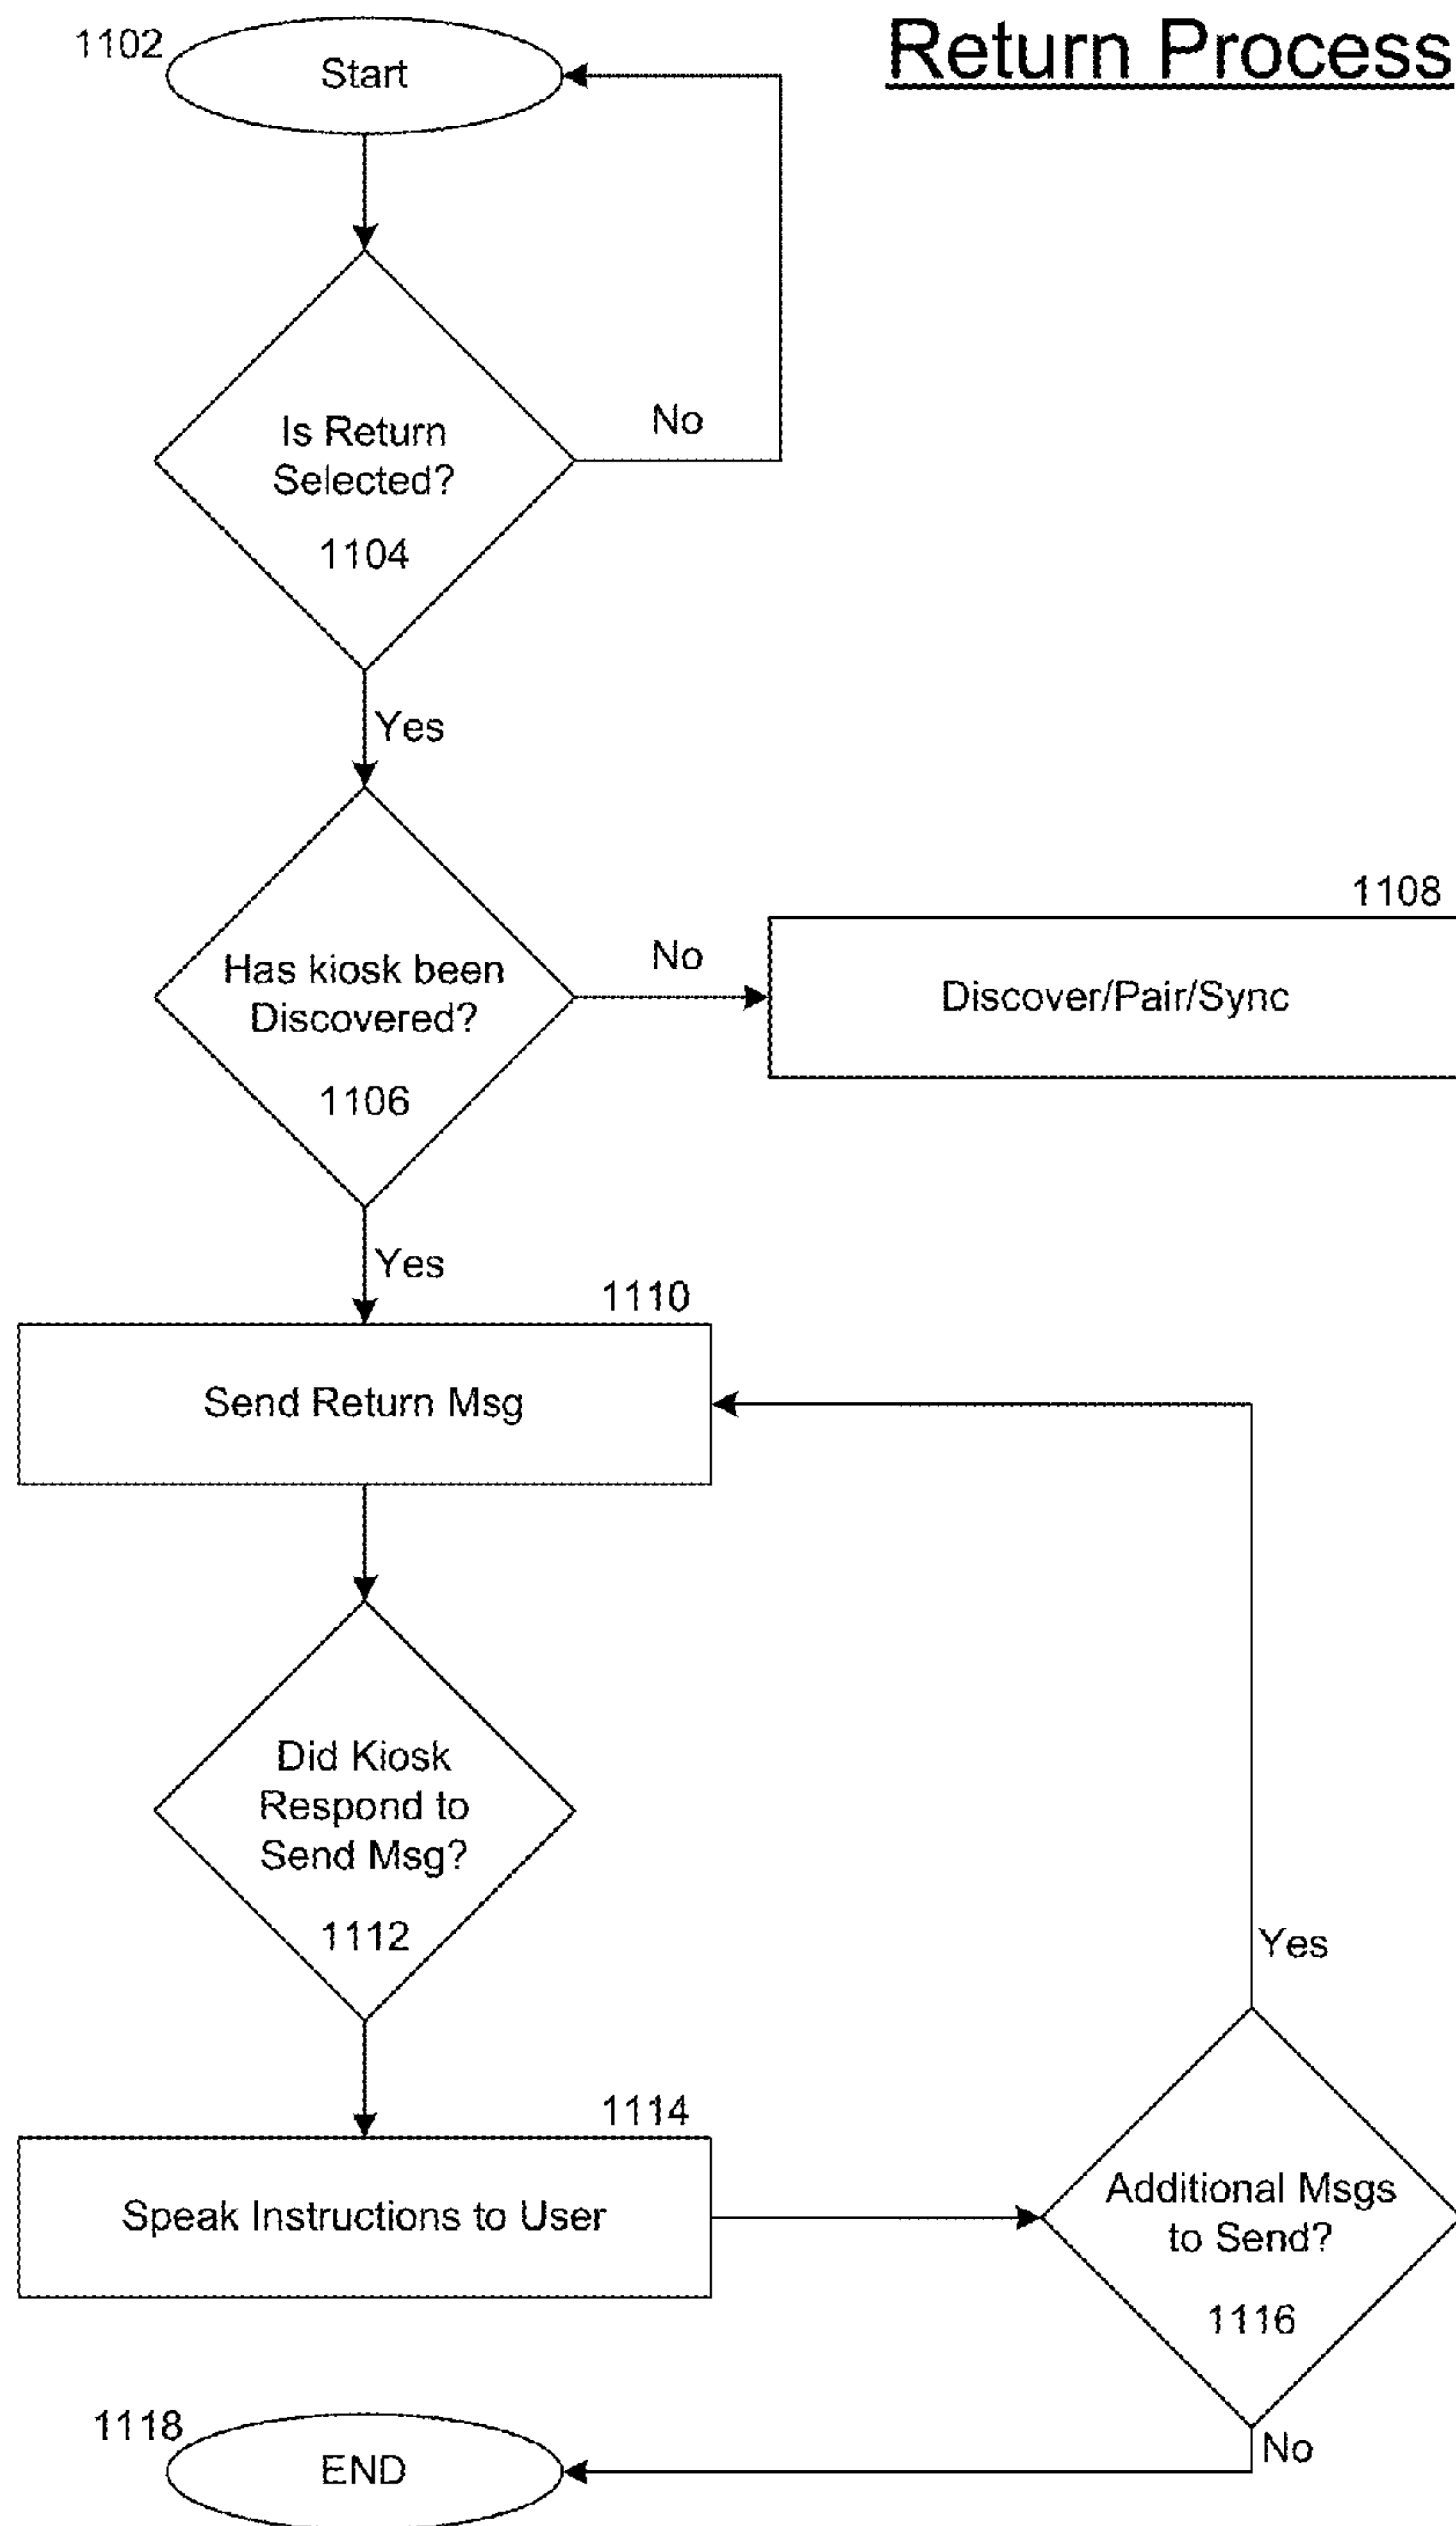 Return Process
1102
Start
Is Return
Selected?
1104
No
Yes
Has kiosk been
Discovered?
1106
No
1108
Discover/Pair/Sync
Yes
1110
Send Return Msg
Did Kiosk
Respond to
Send Msg?
1112
1114
Speak Instructions to User
Yes
Additional Msgs
to Send?
1116
No
1118
END